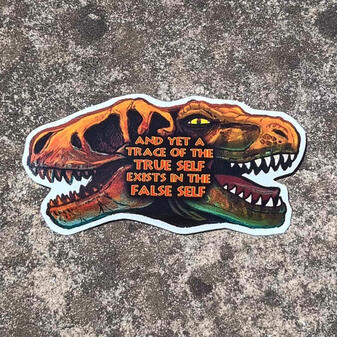 AND YET A
TRACE OF THE
TRUE SELF
EXISTS IN THE
FALSE SELF